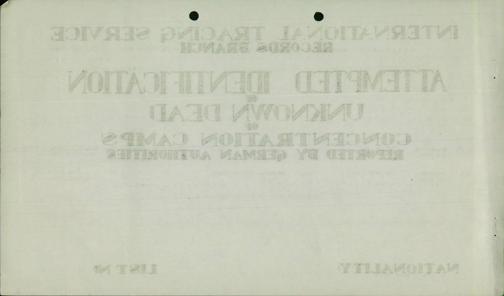 INTERNATIONAL TRACING SERVICE
RECORDS BRANCH
ATTEMPTED IDENTIFICATION
OF
UNKNOWN DEAD
OF
CONCENTRATION CAMPS
REPORTED BY GERMAN AUTHORITIES
NATIONALITY: LIST Nº